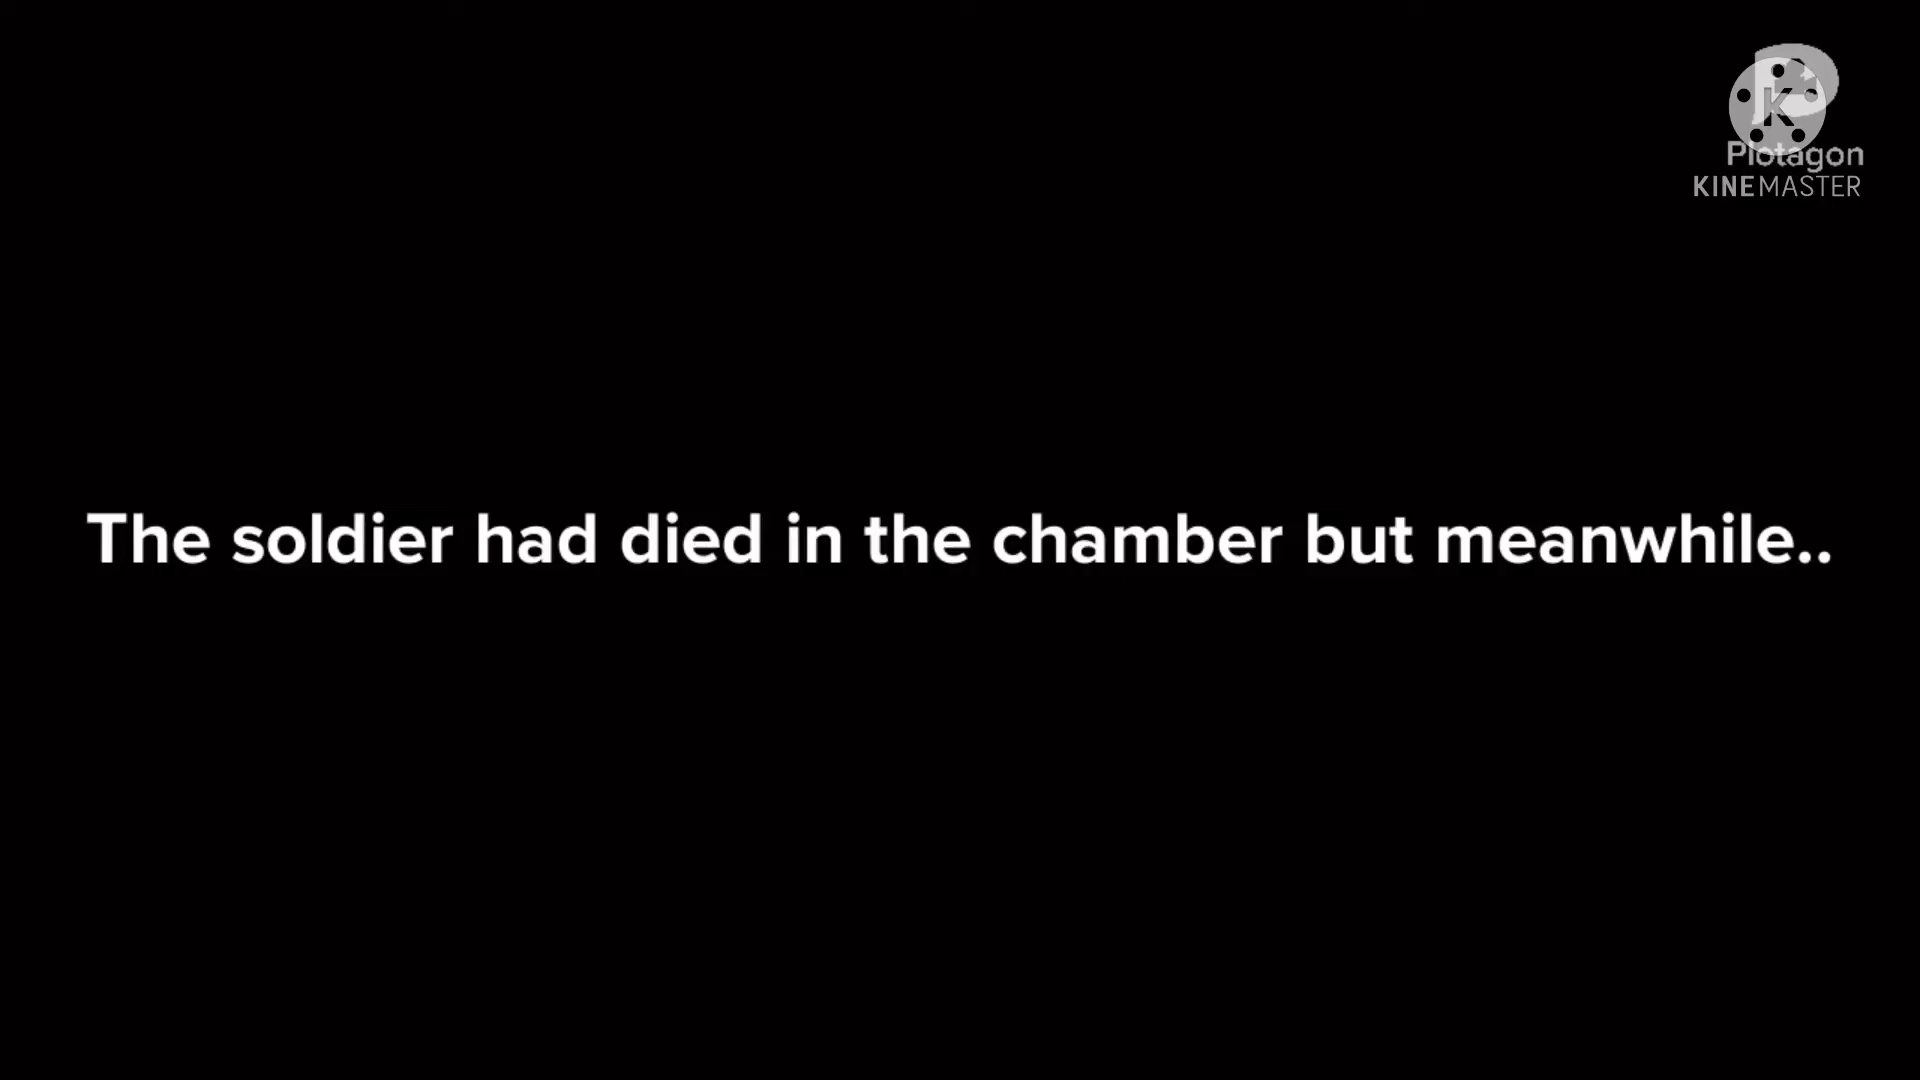 Plotagon
KINEMASTER
The soldier had died in the chamber but meanwhile..